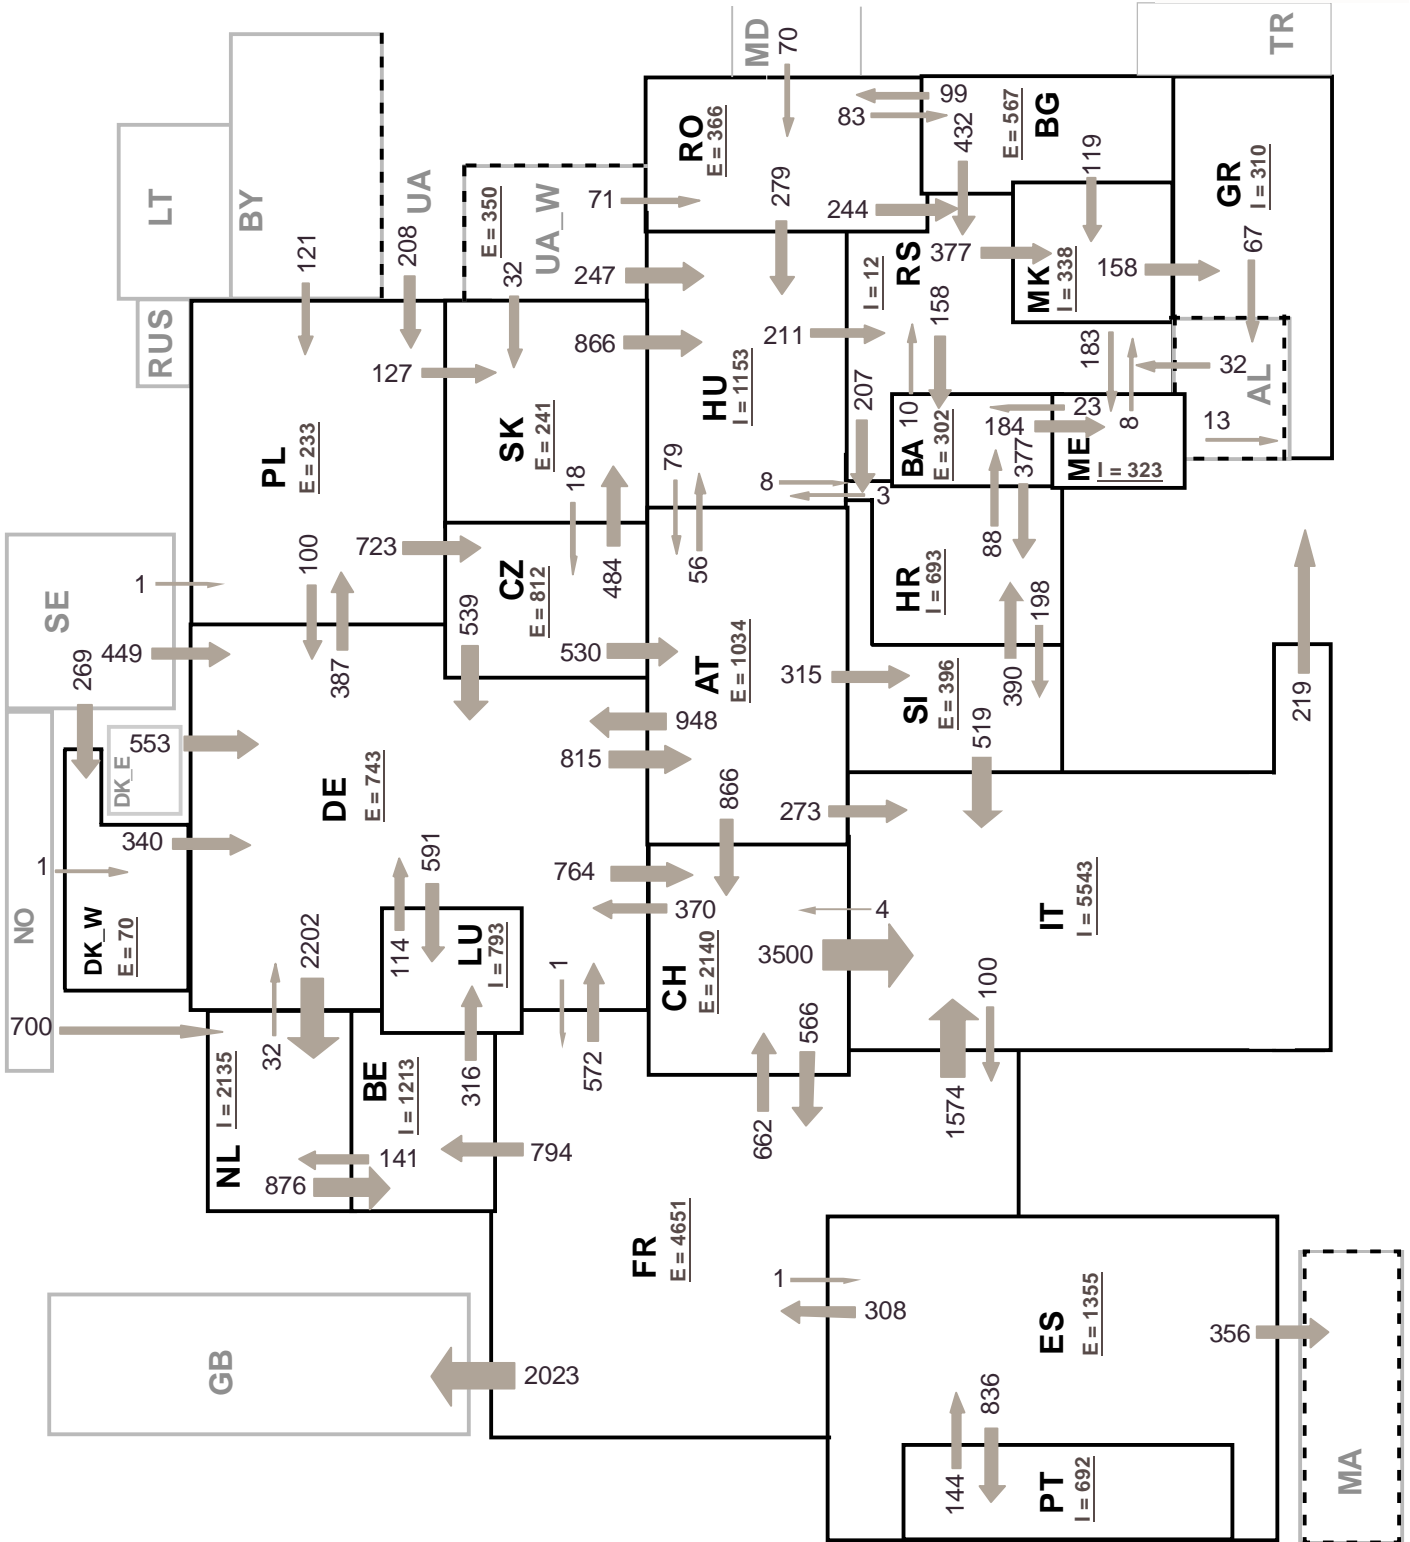 MD
70
TR
RO
E = 366
99
83
432
E = 567
BG
119
GR
I = 310
LT
BY
UA
121
208
E = 350
UA_W
32
71
247
279
244
377
I = 12
RS
MK
I = 338
158
67
RUS
127
866
211
158
183
32
AL
PL
E = 233
SK
E = 241
HU
I = 1153
207
10
BA
E = 302
184
23
377
8
ME
I = 323
13
18
484
79
56
8
3
SE
1
449
269
100
387
723
CZ
E = 812
539
530
HR
I = 693
88
198
390
AT
E = 1034
315
SI
E = 396
519
219
553
DK_E
340
DE
E = 743
948
815
866
273
NO
1
DK_W
E = 70
700
2202
32
114
591
LU
I = 793
764
370
CH
E = 2140
4
3500
IT
I = 5543
100
1574
NL
I = 2135
BE
I = 1213
316
1
572
662
566
141
876
794
FR
E = 4651
GB
2023
1
308
ES
E = 1355
356
144
836
PT
I = 692
MA